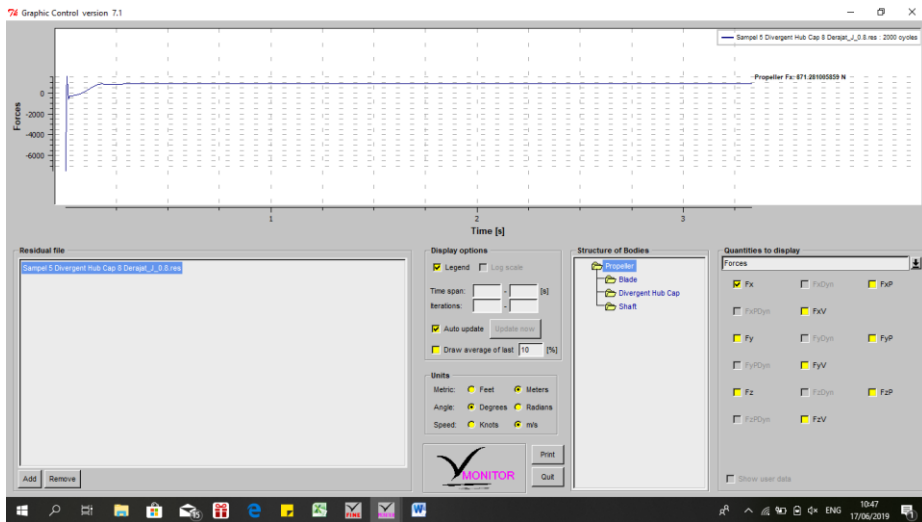 Graphic Control version 7.1
Sampel 5 Divergent Hub Cap 8 Derajat_J_0.8.res : 2000 cycles
Propeller Fx: 871.281005859 N
Forces
0
-2000
-4000
-6000
1
2
3
Time [s]
Residual file
Sampel 5 Divergent Hub Cap 8 Derajat_J_0.8.res
Add Remove
Display options
Legend Log scale
Time span: - [s]
Iterations: -
Auto update Update now
Draw average of last 10 [%]
Units
Metric: Feet Meters
Angle: Degrees Radians
Speed: Knots m/s
MONITOR
Print
Quit
Structure of Bodies
Propeller
Blade
Divergent Hub Cap
Shaft
Quantities to display
Forces
Fx FxDyn FxP
FxPDyn FxV
Fy FyDyn FyP
FyPDyn FyV
Fz FzDyn FzP
FzPDyn FzV
Show user data
ENG
10:47
17/06/2019